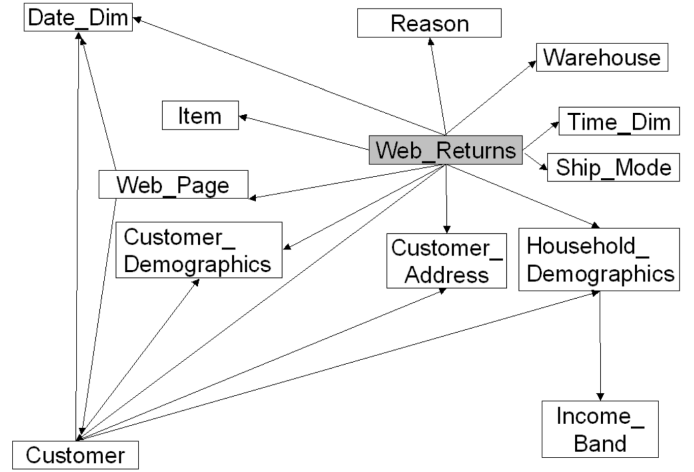 Date_Dim
Reason
Warehouse
Item
Time_Dim
Web_Returns
Ship_Mode
Web_Page
Customer_
Demographics
Customer_
Address
Household_
Demographics
Income_
Band
Customer